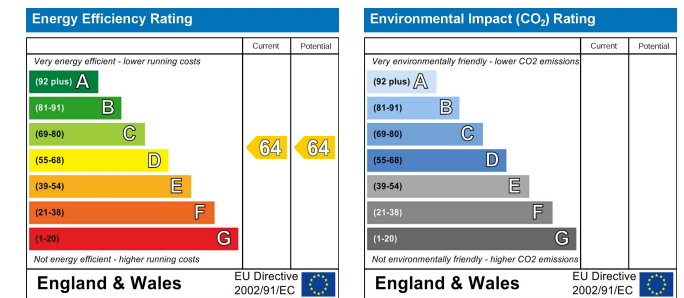 Energy Efficiency Rating
Current
Potential
Very energy efficient - lower running costs
(92 plus) A
(81-91) B
(69-80) C
(55-68) D
(39-54) E
(21-38) F
(1-20) G
64
64
Not energy efficient - higher running costs
England & Wales
EU Directive
2002/91/EC
Environmental Impact (CO2) Rating
Current
Potential
Very environmentally friendly - lower CO2 emissions
(92 plus) A
(81-91) B
(69-80) C
(55-68) D
(39-54) E
(21-38) F
(1-20) G
Not environmentally friendly - higher CO2 emissions
England & Wales
EU Directive
2002/91/EC